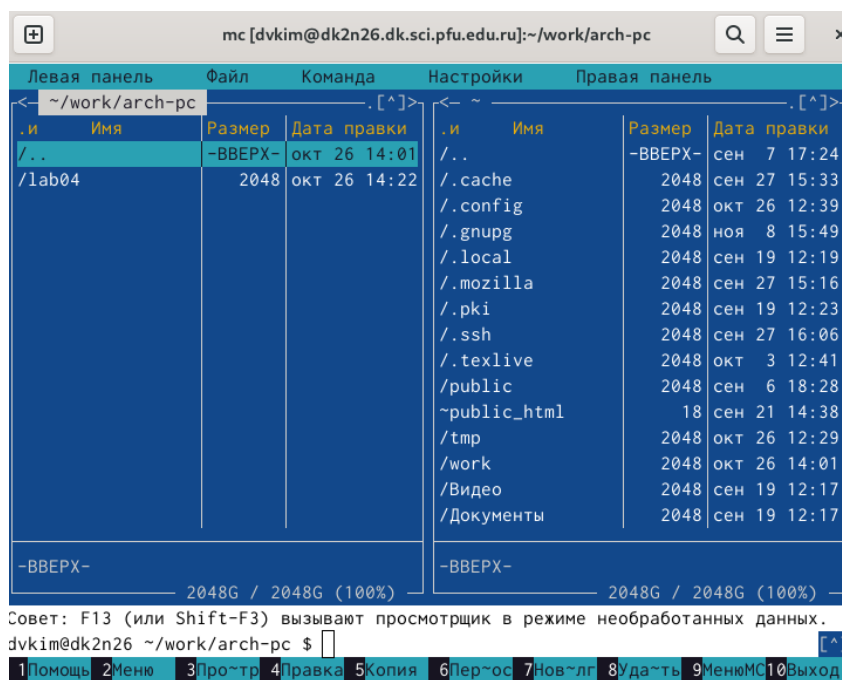 mc [dvkim@dk2n26.dk.sci.pfu.edu.ru]:~/work/arch-pc
Левая панель Файл Команда Настройки Правая панель
<— ~/work/arch-pc .[^]> <— ~ .[^]>
.и Имя Размер Дата правки .и Имя Размер Дата правки
/.. -ВВЕРХ- окт 26 14:01 /.. -ВВЕРХ- сен 7 17:24
/lab04 2048 окт 26 14:22 /.cache 2048 сен 27 15:33
/.config 2048 окт 26 12:39
/.gnupg 2048 ноя 8 15:49
/.local 2048 сен 19 12:19
/.mozilla 2048 сен 27 15:16
/.pki 2048 сен 19 12:23
/.ssh 2048 сен 27 16:06
/.texlive 2048 окт 3 12:41
/public 2048 сен 6 18:28
~public_html 18 сен 21 14:38
/tmp 2048 окт 26 12:29
/work 2048 окт 26 14:01
/Видео 2048 сен 19 12:17
/Документы 2048 сен 19 12:17
-ВВЕРХ- -ВВЕРХ-
2048G / 2048G (100%) 2048G / 2048G (100%)
Совет: F13 (или Shift-F3) вызывают просмотрщик в режиме необработанных данных.
dvkim@dk2n26 ~/work/arch-pc $ [^]
1Помощь 2Меню 3Про~тр 4Правка 5Копия 6Пер~ос 7Нов~лг 8Уда~ть 9МенюМС 10Выход